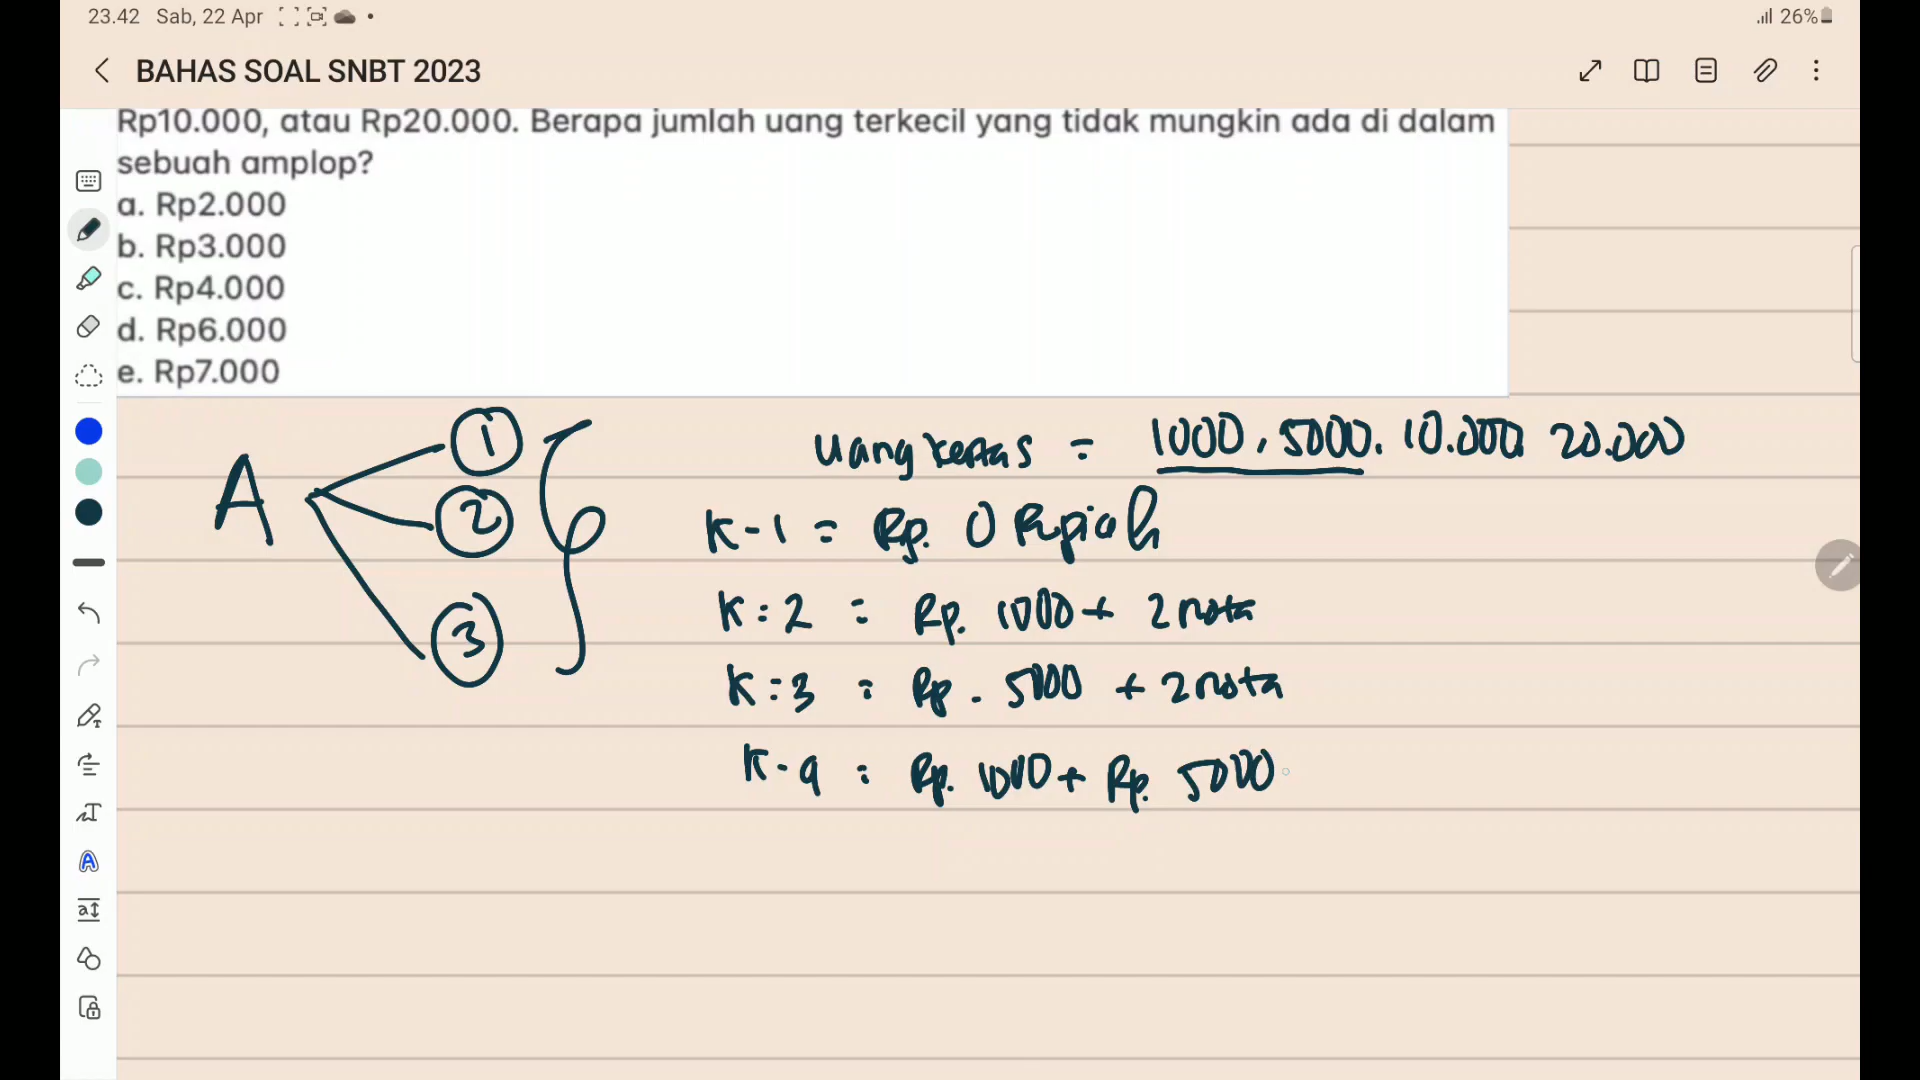 23.42 Sab, 22 Apr
26%
BAHAS SOAL SNBT 2023
Rp10.000, atau Rp20.000. Berapa jumlah uang terkecil yang tidak mungkin ada di dalam
sebuah amplop?
a. Rp2.000
b. Rp3.000
c. Rp4.000
d. Rp6.000
e. Rp7.000
A
1
2
3
uang kertas = 1000, 5000. 10.000. 20.000
K-1 = Rp. 0 Rupiah
K:2 = Rp. 1000 + 2 nota
K:3 = Rp. 5000 + 2 nota
K-4 = Rp. 1000 + Rp. 5000